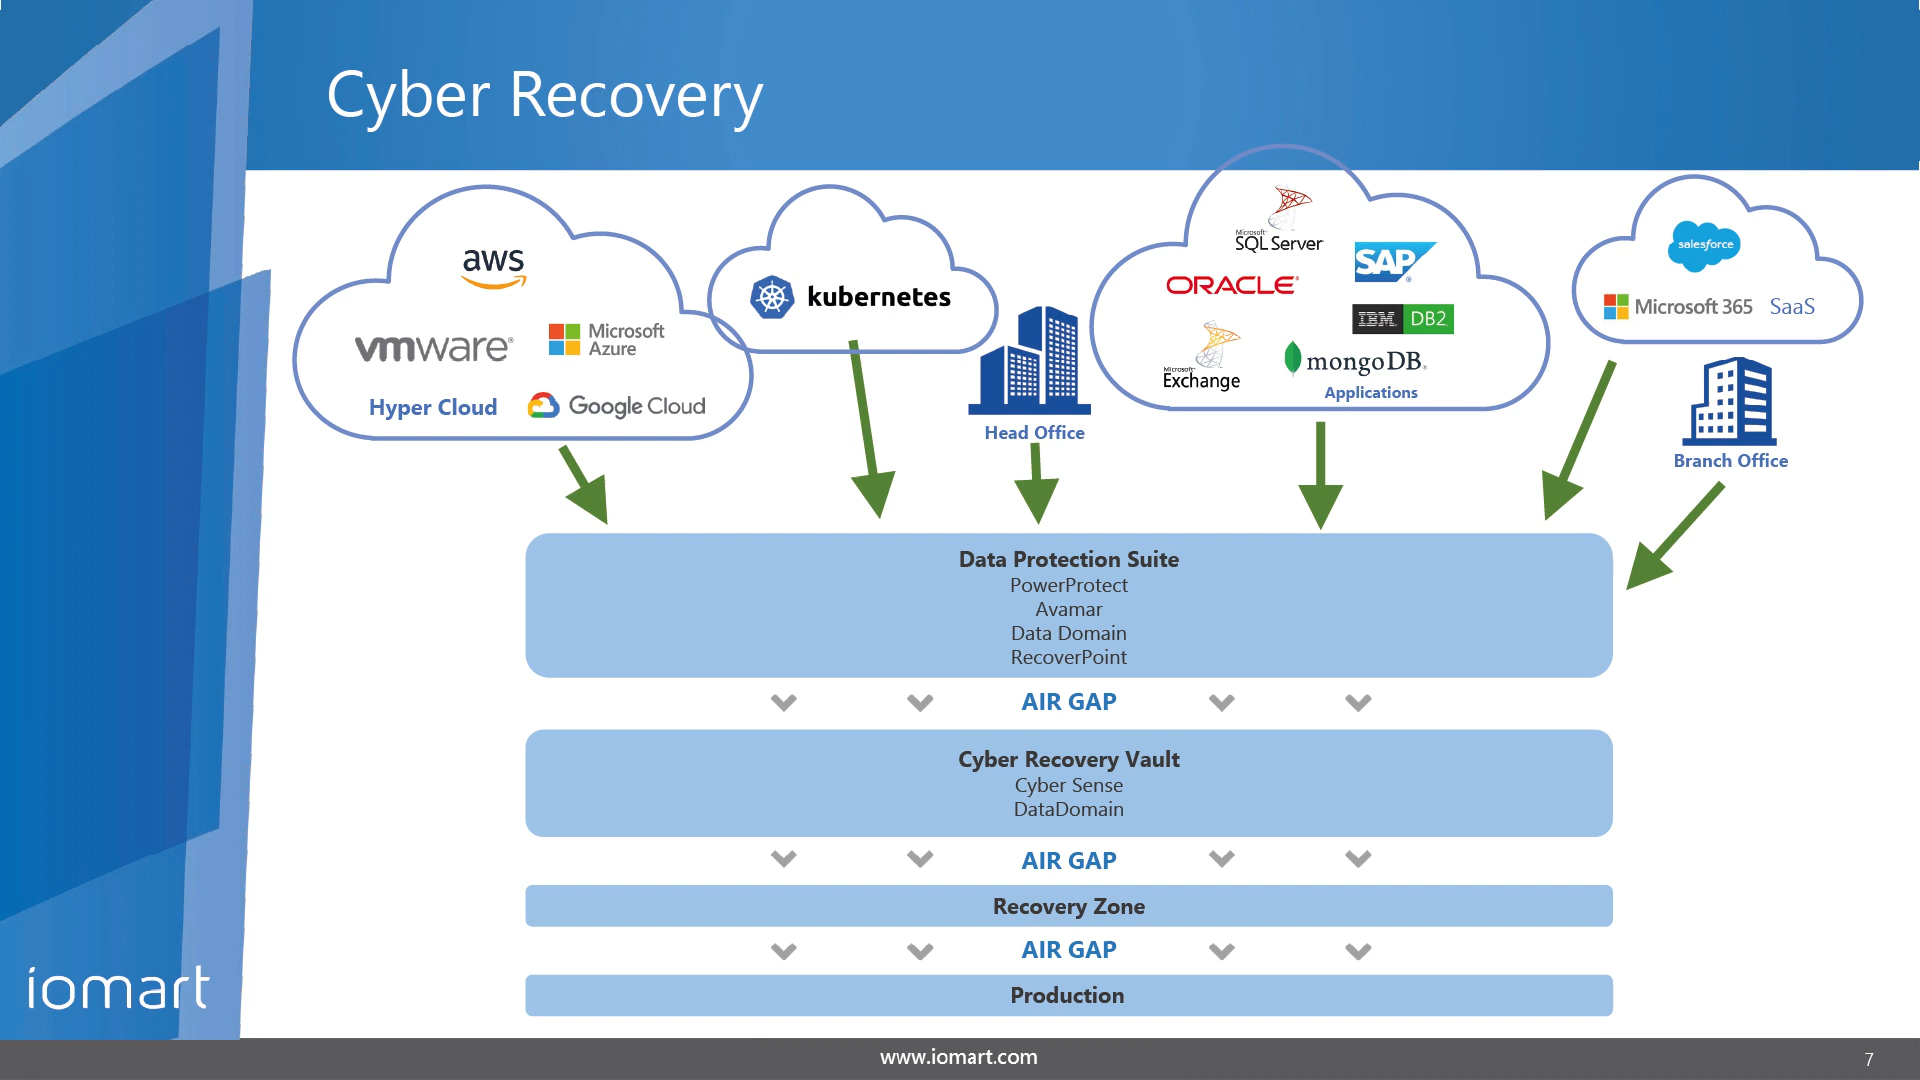 Cyber Recovery
aws
vmware®
Microsoft
Azure
Hyper Cloud
Google Cloud
kubernetes
Head Office
Microsoft®
SQL Server®
ORACLE®
SAP®
IBM. DB2.
Microsoft®
Exchange
mongoDB®
Applications
salesforce
Microsoft 365 SaaS
Branch Office
Data Protection Suite
PowerProtect
Avamar
Data Domain
RecoverPoint
AIR GAP
Cyber Recovery Vault
Cyber Sense
DataDomain
AIR GAP
Recovery Zone
AIR GAP
Production
iomart
www.iomart.com
7